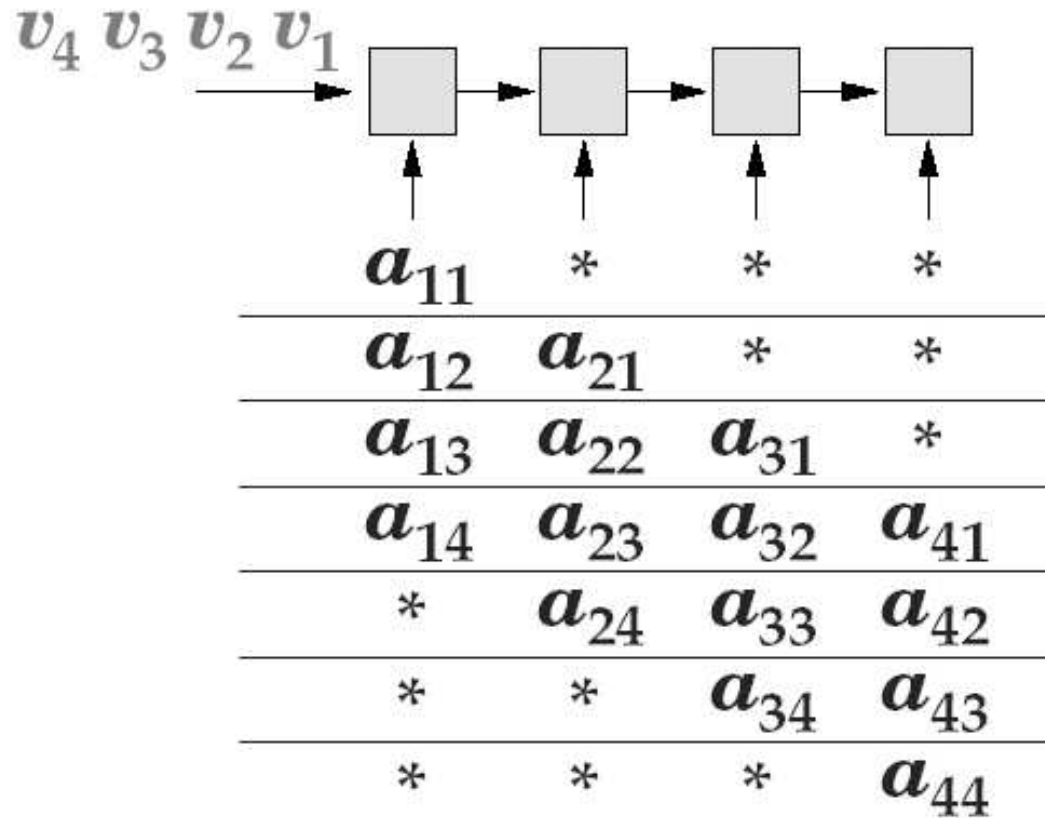 v₄ v₃ v₂ v₁
a₁₁ * * *
a₁₂ a₂₁ * *
a₁₃ a₂₂ a₃₁ *
a₁₄ a₂₃ a₃₂ a₄₁
* a₂₄ a₃₃ a₄₂
* * a₃₄ a₄₃
* * * a₄₄